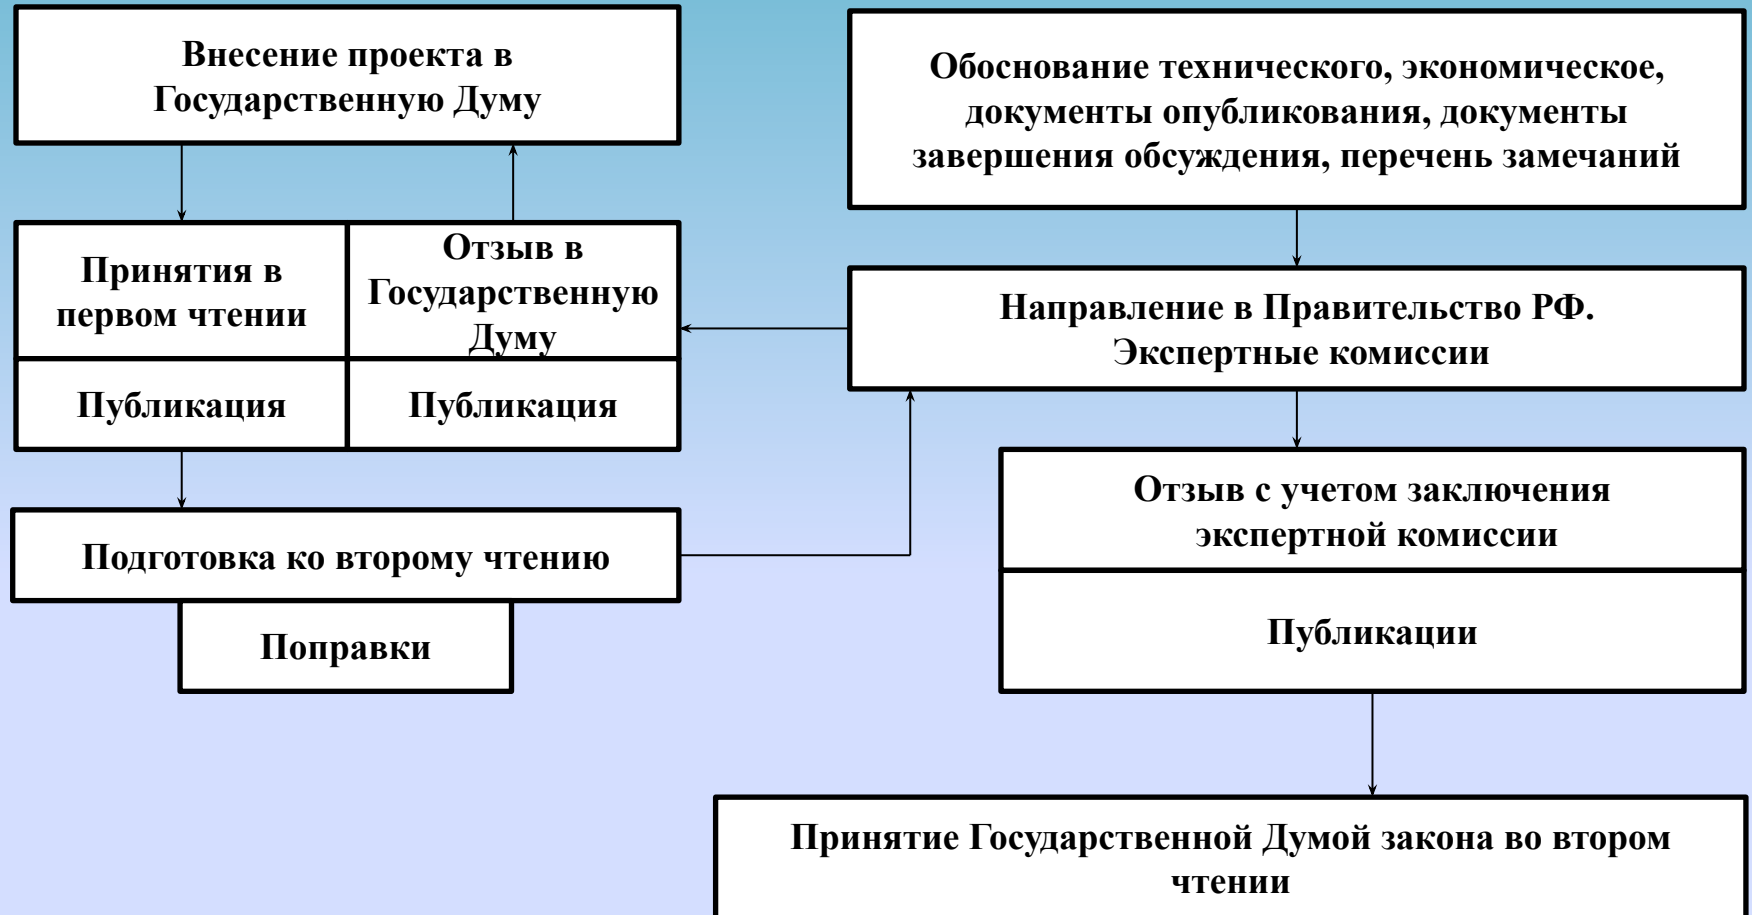 Внесение проекта в
Государственную Думу
Обоснование технического, экономическое,
документы опубликования, документы
завершения обсуждения, перечень замечаний
Принятия в
первом чтении
Отзыв в
Государственную
Думу
Направление в Правительство РФ.
Экспертные комиссии
Публикация
Публикация
Отзыв с учетом заключения
экспертной комиссии
Подготовка ко второму чтению
Поправки
Публикации
Принятие Государственной Думой закона во втором
чтении